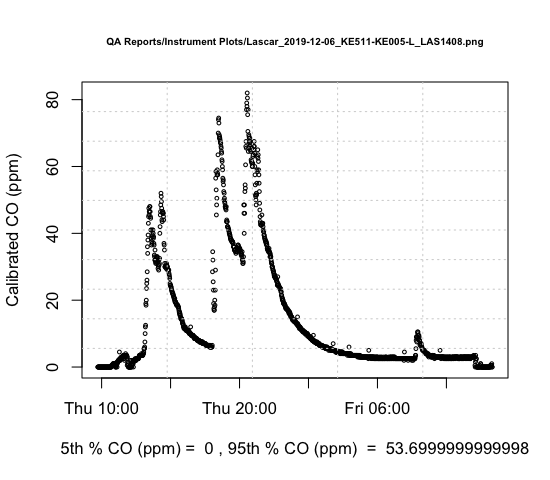 QA Reports/Instrument Plots/Lascar_2019-12-06_KE511-KE005-L_LAS1408.png
Calibrated CO (ppm)
80
60
40
20
0
Thu 10:00 Thu 20:00 Fri 06:00
5th % CO (ppm) = 0 , 95th % CO (ppm) = 53.6999999999998